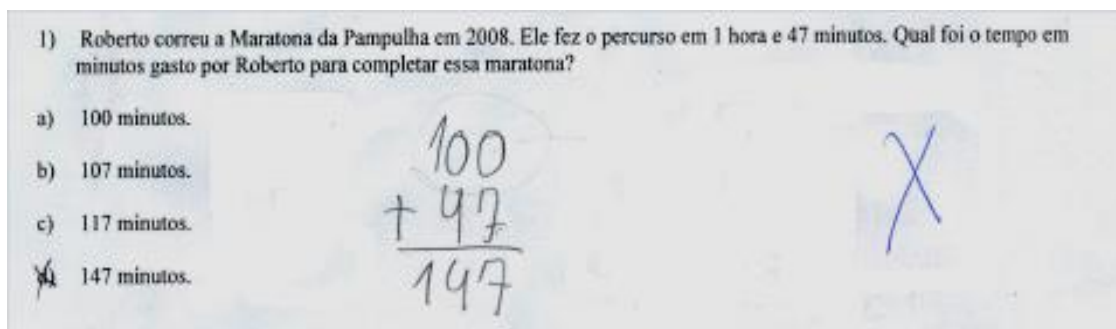 1) Roberto correu a Maratona da Pampulha em 2008. Ele fez o percurso em 1 hora e 47 minutos. Qual foi o tempo em
minutos gasto por Roberto para completar essa maratona?
a) 100 minutos.
b) 107 minutos.
c) 117 minutos.
d) 147 minutos.
100
+ 47
147
X